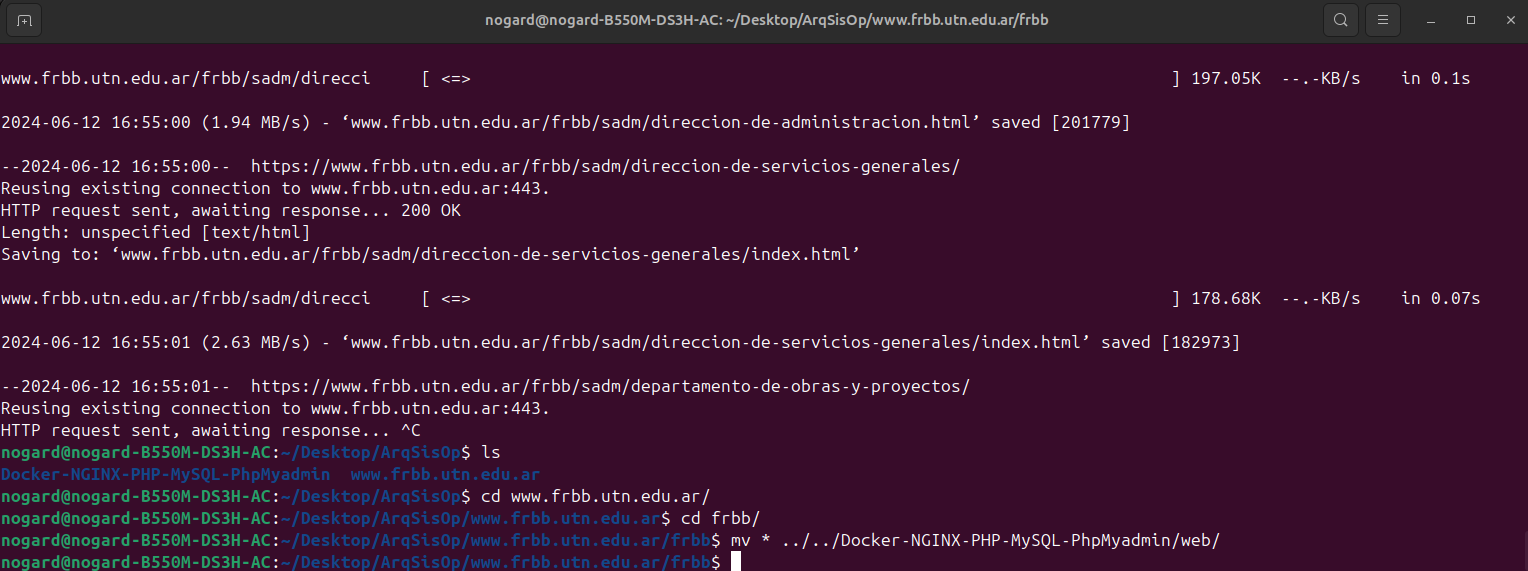 nogard@nogard-B550M-DS3H-AC: ~/Desktop/ArqSisOp/www.frbb.utn.edu.ar/frbb
www.frbb.utn.edu.ar/frbb/sadm/direcci     [ <=>                                                                      ] 197.05K  --.-KB/s    in 0.1s
2024-06-12 16:55:00 (1.94 MB/s) - ‘www.frbb.utn.edu.ar/frbb/sadm/direccion-de-administracion.html’ saved [201779]
--2024-06-12 16:55:00--  https://www.frbb.utn.edu.ar/frbb/sadm/direccion-de-servicios-generales/
Reusing existing connection to www.frbb.utn.edu.ar:443.
HTTP request sent, awaiting response... 200 OK
Length: unspecified [text/html]
Saving to: ‘www.frbb.utn.edu.ar/frbb/sadm/direccion-de-servicios-generales/index.html’
www.frbb.utn.edu.ar/frbb/sadm/direcci     [ <=>                                                                      ] 178.68K  --.-KB/s    in 0.07s
2024-06-12 16:55:01 (2.63 MB/s) - ‘www.frbb.utn.edu.ar/frbb/sadm/direccion-de-servicios-generales/index.html’ saved [182973]
--2024-06-12 16:55:01--  https://www.frbb.utn.edu.ar/frbb/sadm/departamento-de-obras-y-proyectos/
Reusing existing connection to www.frbb.utn.edu.ar:443.
HTTP request sent, awaiting response... ^C
nogard@nogard-B550M-DS3H-AC:~/Desktop/ArqSisOp$ ls
Docker-NGINX-PHP-MySQL-PhpMyadmin  www.frbb.utn.edu.ar
nogard@nogard-B550M-DS3H-AC:~/Desktop/ArqSisOp$ cd www.frbb.utn.edu.ar/
nogard@nogard-B550M-DS3H-AC:~/Desktop/ArqSisOp/www.frbb.utn.edu.ar$ cd frbb/
nogard@nogard-B550M-DS3H-AC:~/Desktop/ArqSisOp/www.frbb.utn.edu.ar/frbb$ mv * ../../Docker-NGINX-PHP-MySQL-PhpMyadmin/web/
nogard@nogard-B550M-DS3H-AC:~/Desktop/ArqSisOp/www.frbb.utn.edu.ar/frbb$